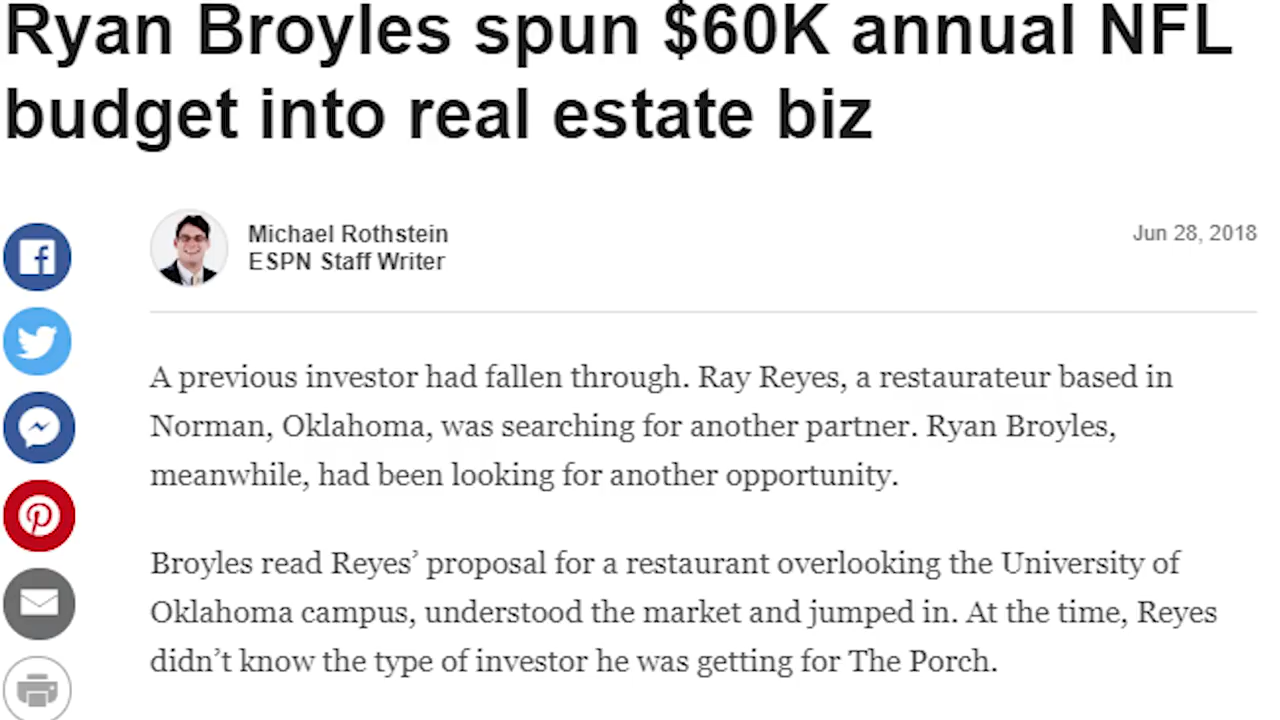 Ryan Broyles spun $60K annual NFL
budget into real estate biz
Michael Rothstein
ESPN Staff Writer
Jun 28, 2018
A previous investor had fallen through. Ray Reyes, a restaurateur based in
Norman, Oklahoma, was searching for another partner. Ryan Broyles,
meanwhile, had been looking for another opportunity.
Broyles read Reyes’ proposal for a restaurant overlooking the University of
Oklahoma campus, understood the market and jumped in. At the time, Reyes
didn’t know the type of investor he was getting for The Porch.